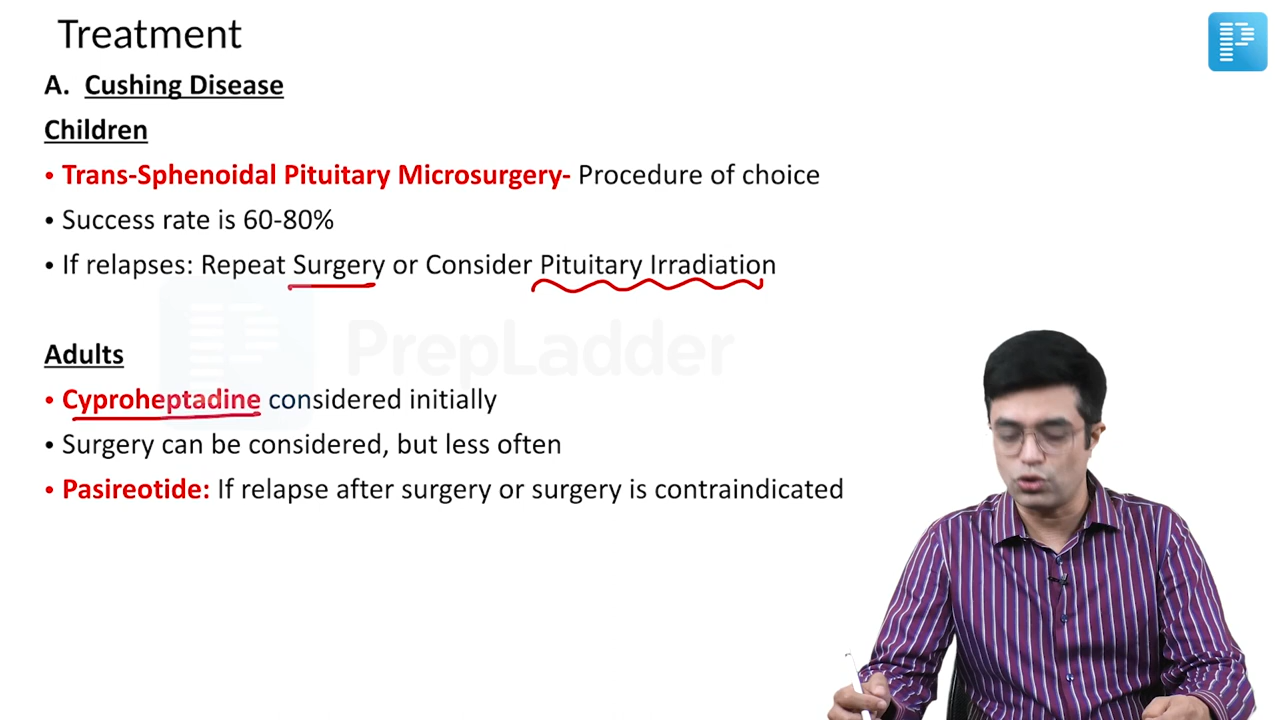 Treatment
A. Cushing Disease
Children
• Trans-Sphenoidal Pituitary Microsurgery- Procedure of choice
• Success rate is 60-80%
• If relapses: Repeat Surgery or Consider Pituitary Irradiation
PrepLadder
Adults
• Cyproheptadine considered initially
• Surgery can be considered, but less often
• Pasireotide: If relapse after surgery or surgery is contraindicated